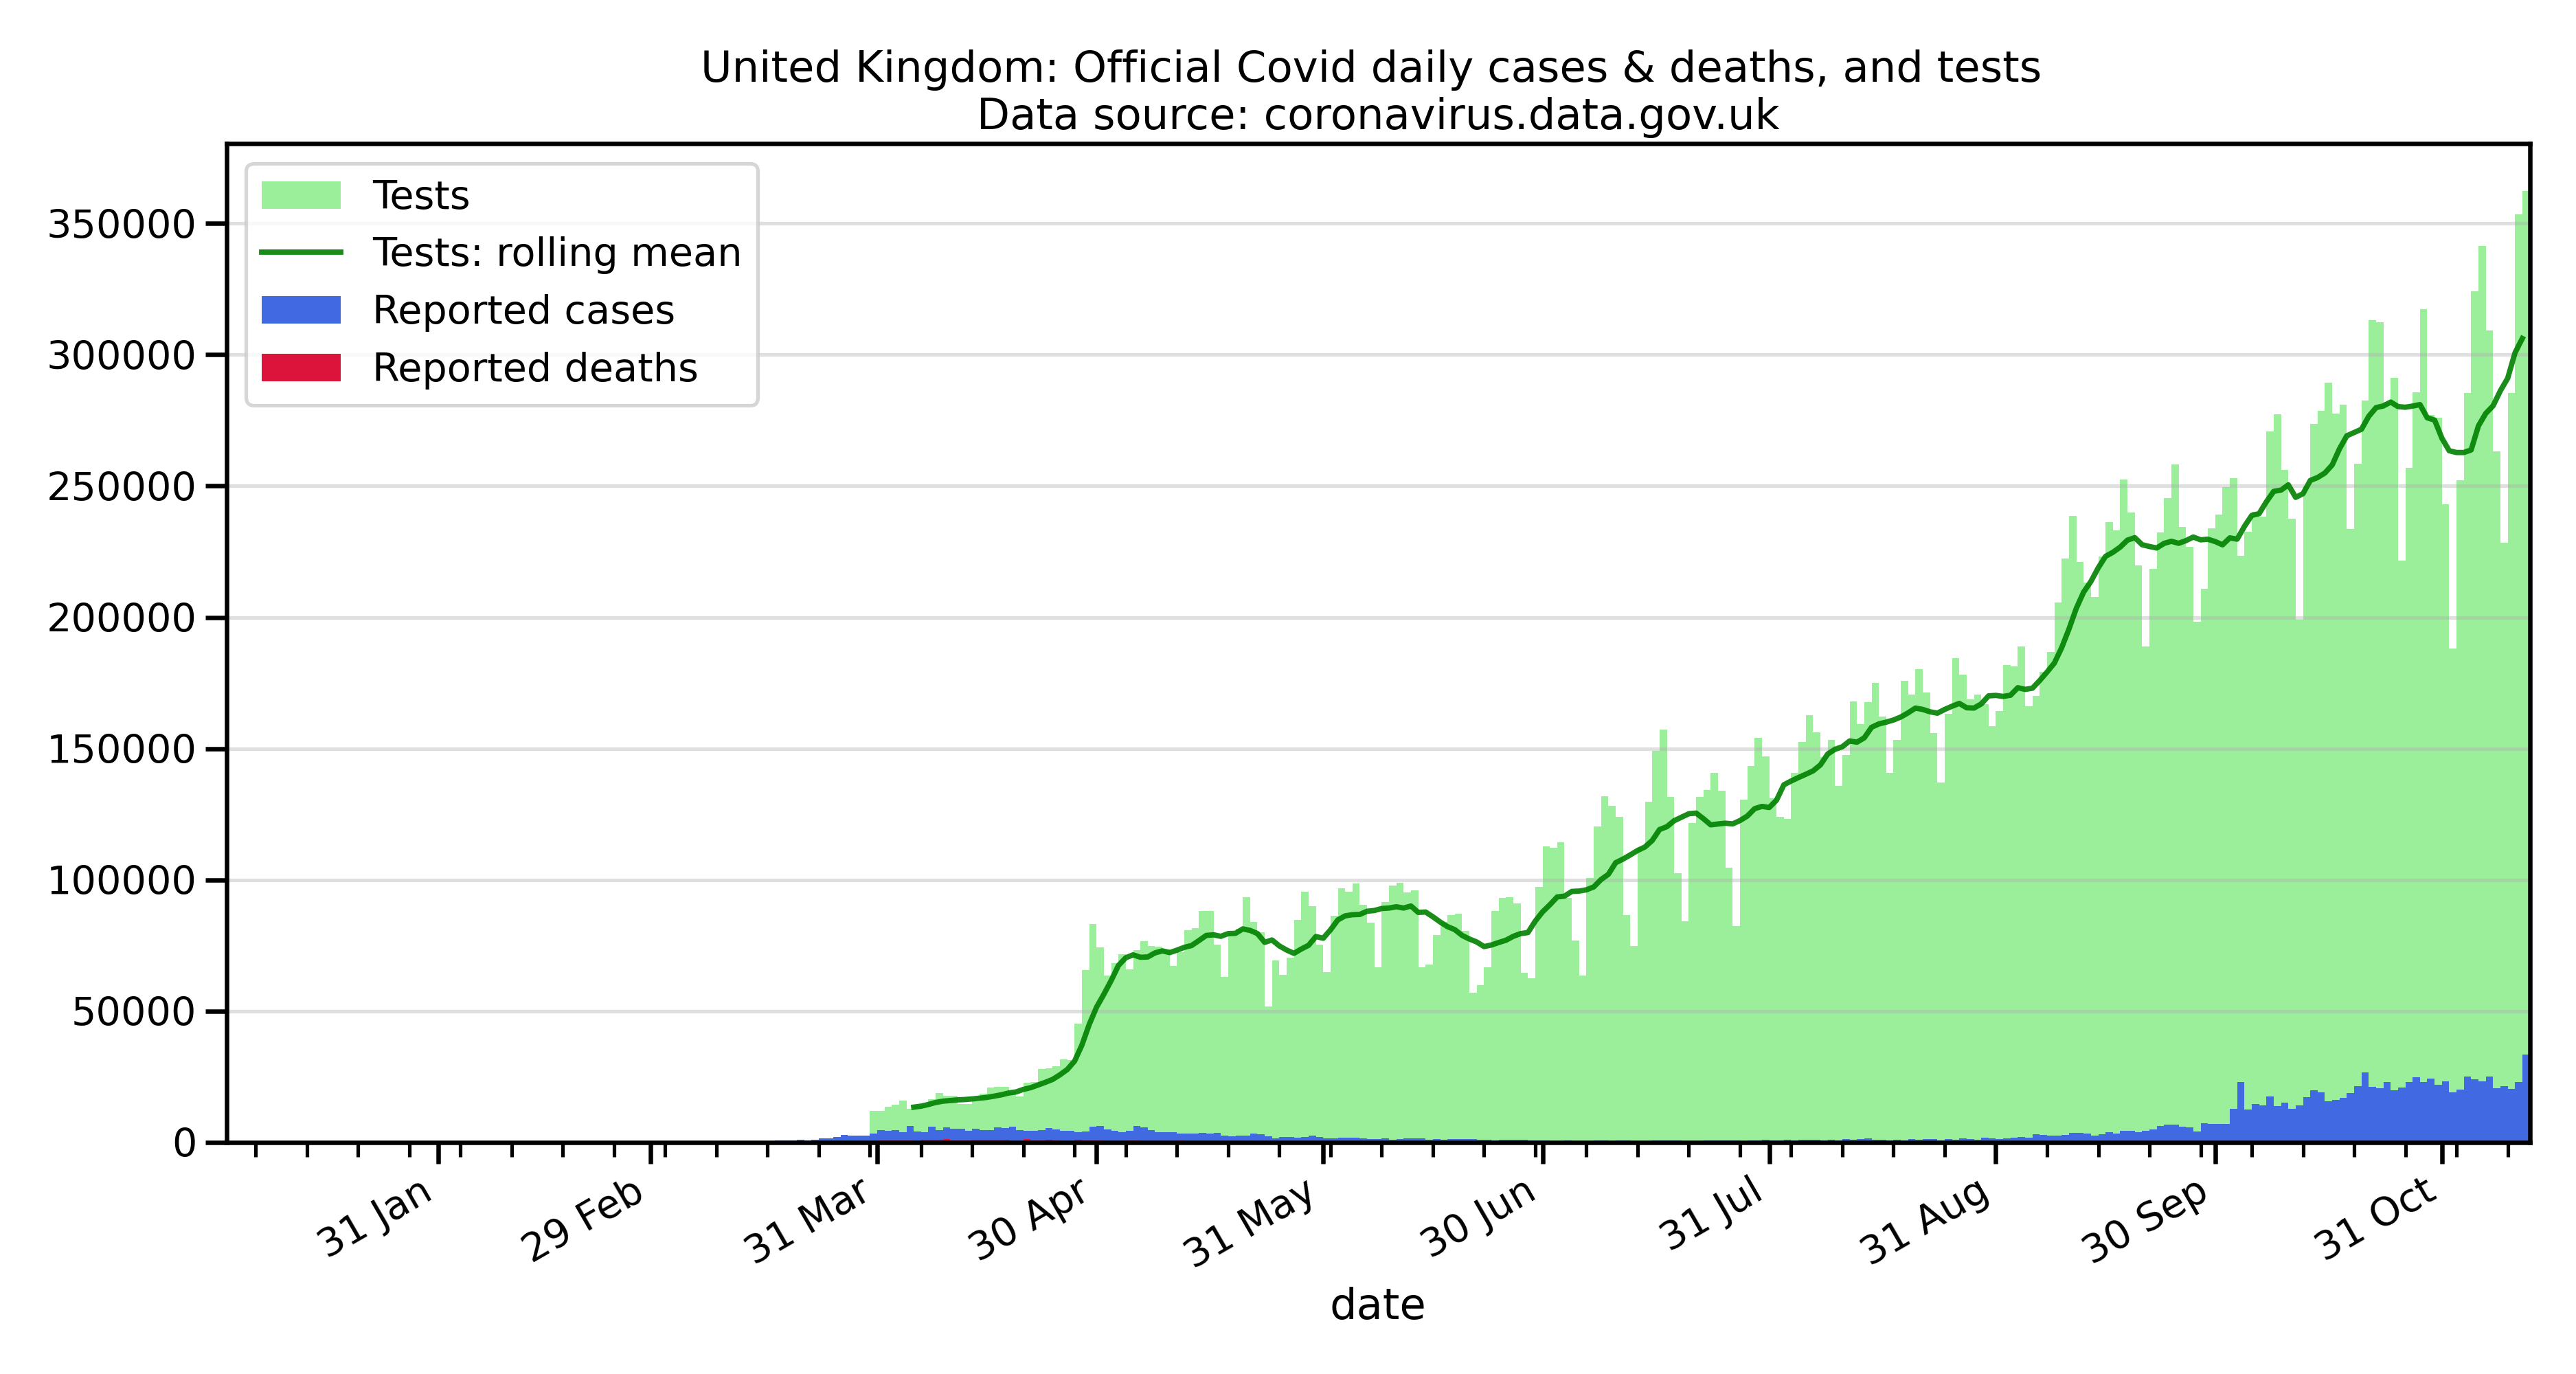 United Kingdom: Official Covid daily cases & deaths, and tests
Data source: coronavirus.data.gov.uk
Tests
Tests: rolling mean
Reported cases
Reported deaths
350000
300000
250000
200000
150000
100000
50000
0
31 Jan
29 Feb
31 Mar
30 Apr
31 May
30 Jun
31 Jul
31 Aug
30 Sep
31 Oct
date